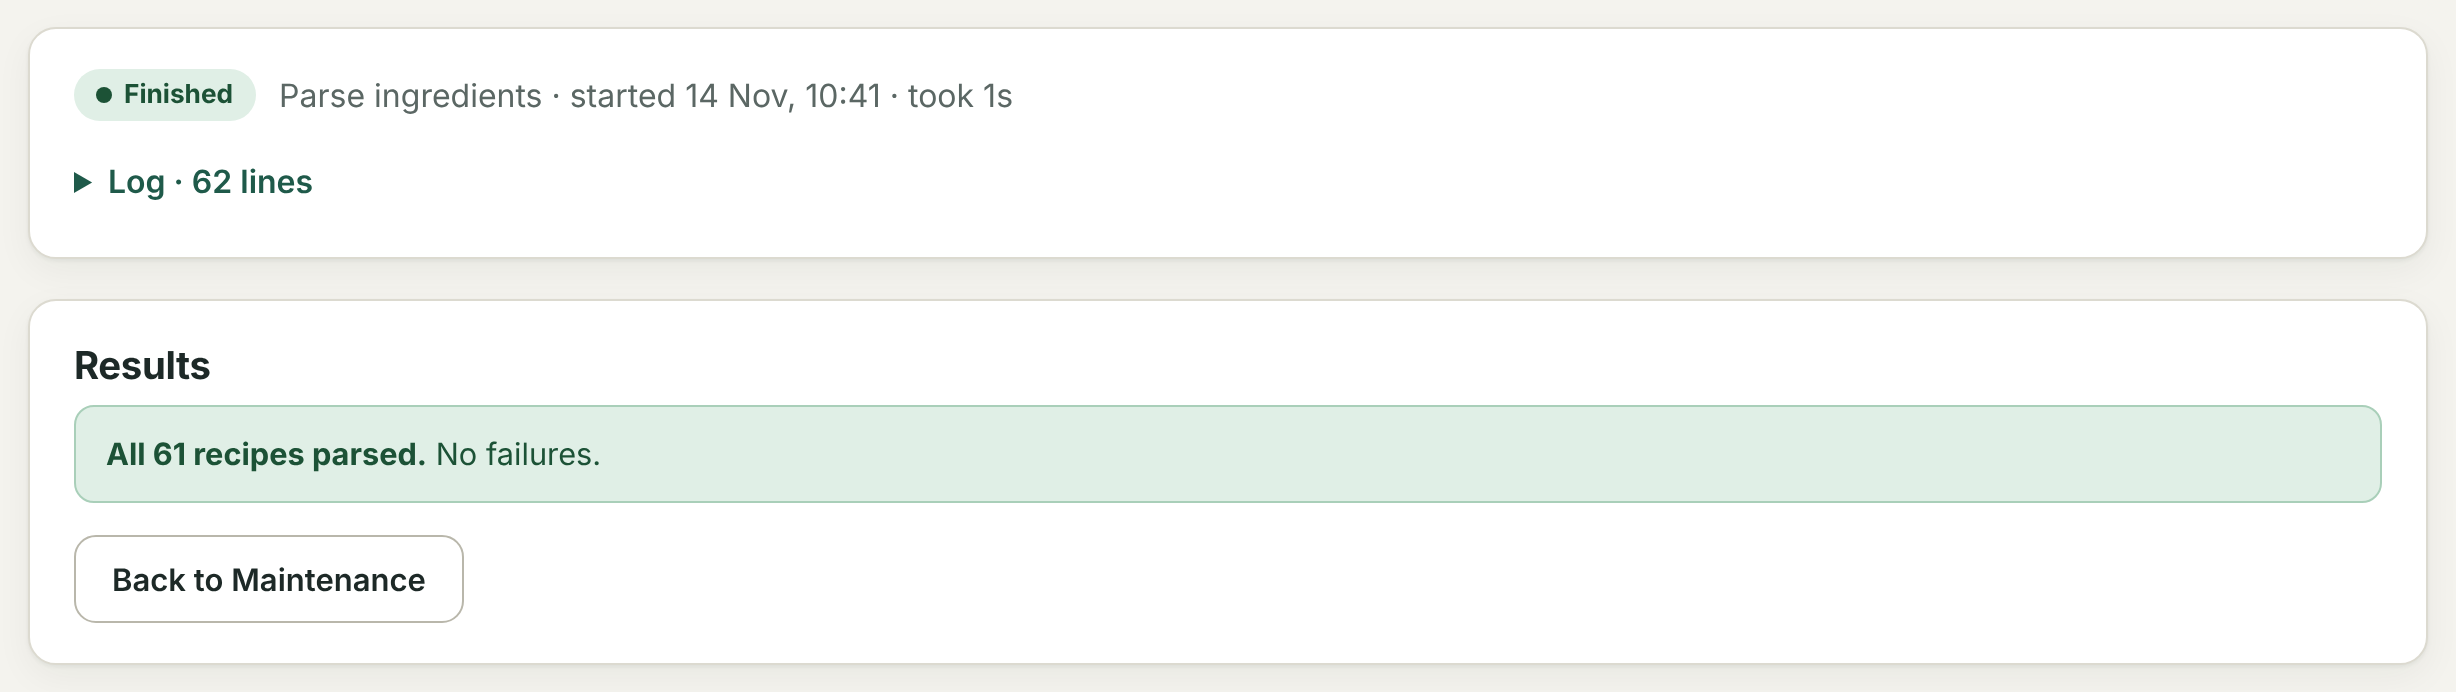 Finished Parse ingredients · started 14 Nov, 10:41 · took 1s
Log · 62 lines
Results
All 61 recipes parsed. No failures.
Back to Maintenance